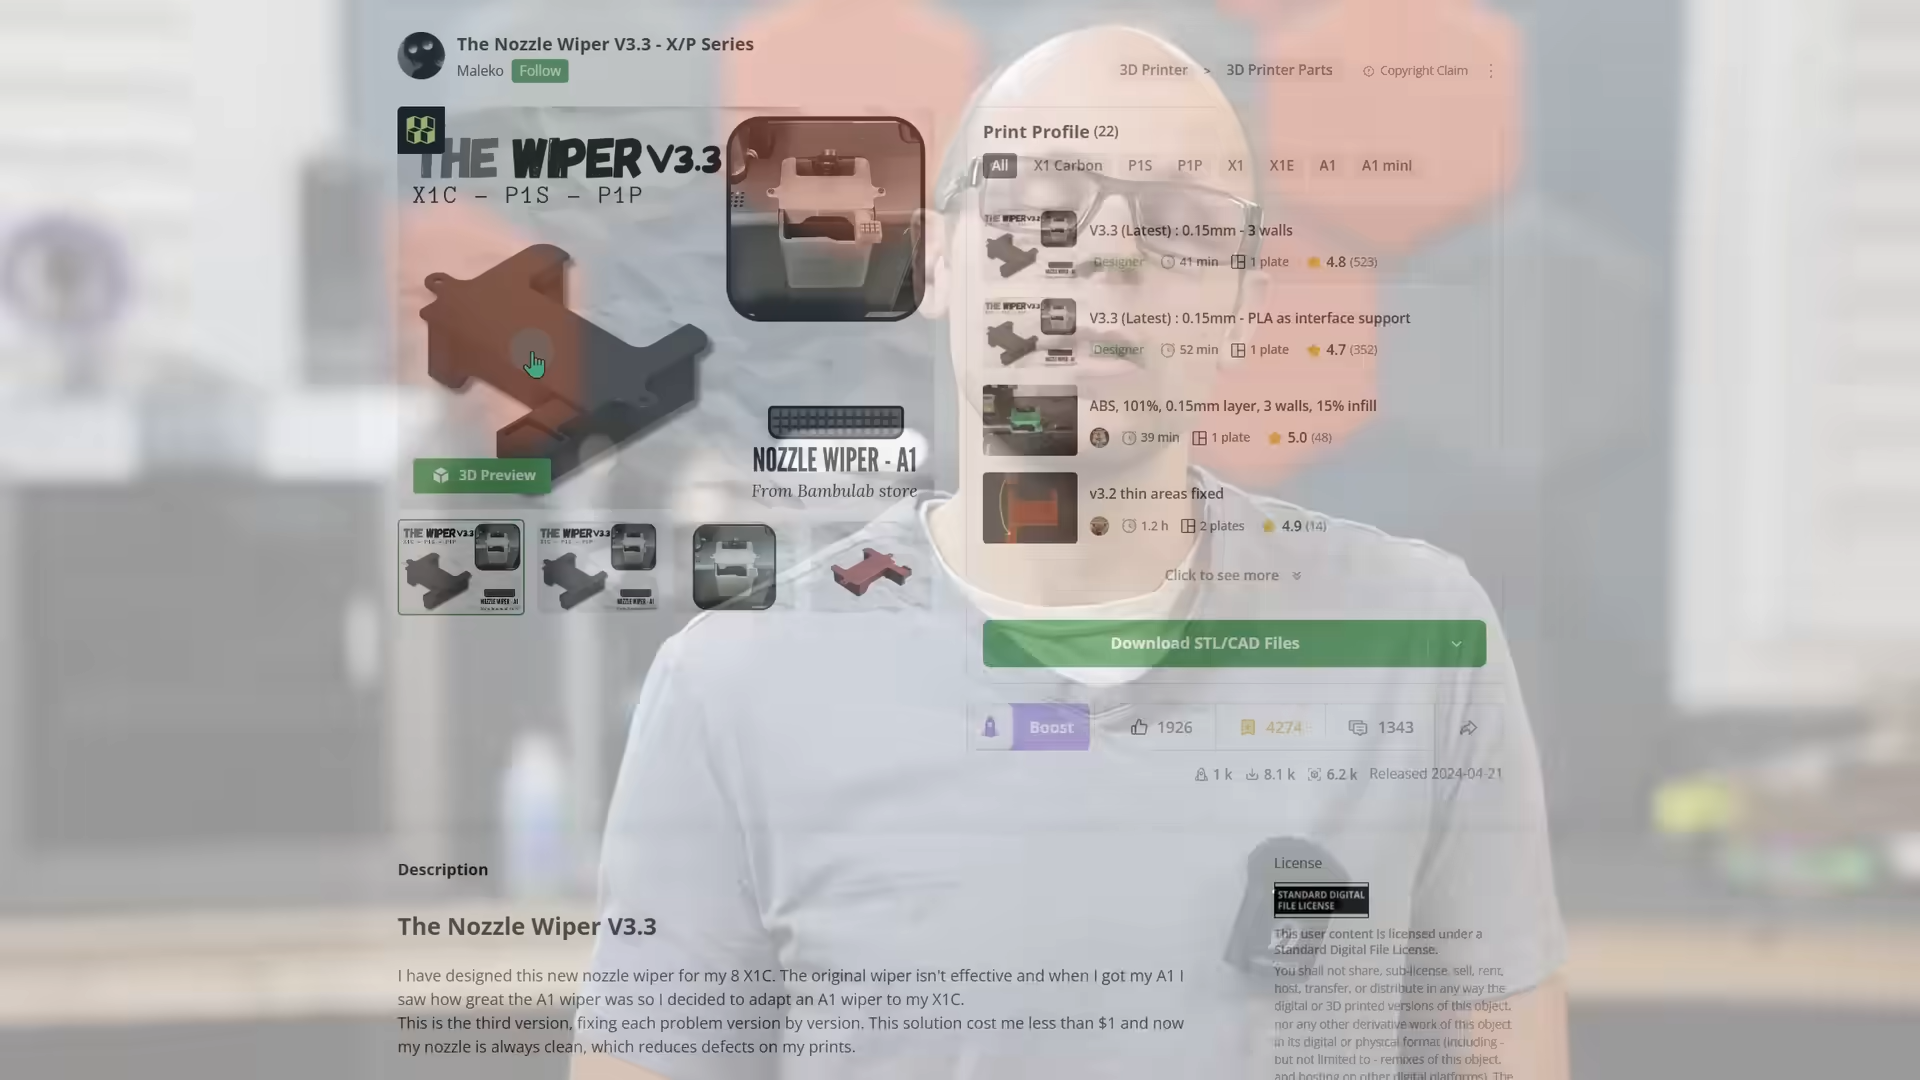 The Nozzle Wiper V3.3 - X/P Series
Maleko Follow
3D Printer > 3D Printer Parts Copyright Claim
THE WIPER V3.3
X1C – P1S – P1P
3D Preview
NOZZLE WIPER - A1
From Bambulab store
Print Profile (22)
All X1 Carbon P1S P1P X1 X1E A1 A1 mini
V3.3 (Latest) : 0.15mm - 3 walls
Designer 41 min 1 plate 4.8 (523)
V3.3 (Latest) : 0.15mm - PLA as interface support
Designer 52 min 1 plate 4.7 (352)
ABS, 101%, 0.15mm layer, 3 walls, 15% infill
39 min 1 plate 5.0 (48)
v3.2 thin areas fixed
1.2 h 2 plates 4.9 (14)
Click to see more
Download STL/CAD Files
Boost 1926 4274 1343
1 k 8.1 k 6.2 k Released 2024-04-21
Description
The Nozzle Wiper V3.3
I have designed this new nozzle wiper for my 8 X1C. The original wiper isn't effective and when I got my A1 I
saw how great the A1 wiper was so I decided to adapt an A1 wiper to my X1C.
This is the third version, fixing each problem version by version. This solution cost me less than $1 and now
my nozzle is always clean, which reduces defects on my prints.
License
STANDARD DIGITAL
FILE LICENSE
This user content is licensed under a
Standard Digital File License.
You shall not share, sub-license, sell, rent,
host, transfer, or distribute in any way the
digital or 3D printed versions of this object,
nor any other derivative work of this object
in its digital or physical format (including -
but not limited to - remixes of this object,
and hosting on other digital platforms). The